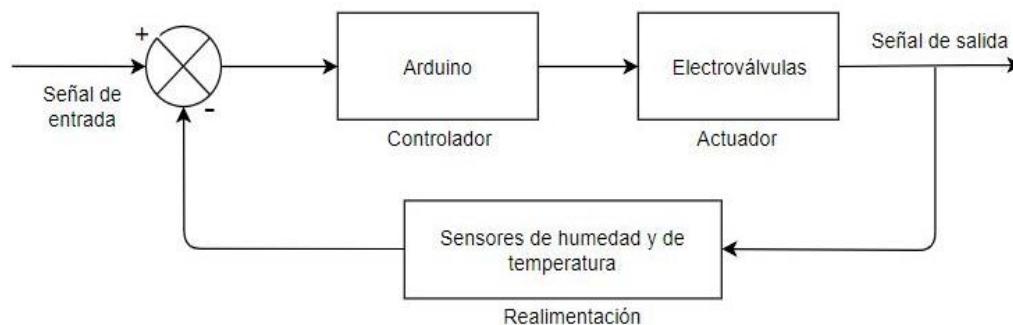 +
Señal de
entrada
-
Arduino
Controlador
Electroválvulas
Actuador
Señal de salida
Sensores de humedad y de
temperatura
Realimentación